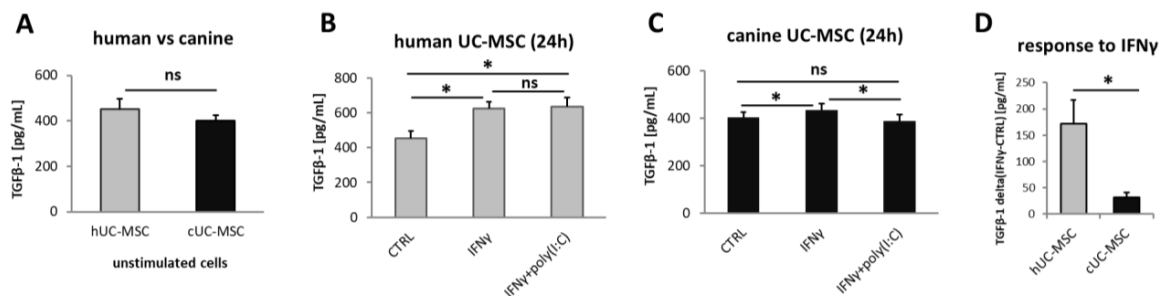 A
human vs canine
TGFβ-1 [pg/mL]
600
400
200
0
ns
hUC-MSC
cUC-MSC
unstimulated cells
B
human UC-MSC (24h)
TGFβ-1 [pg/mL]
800
600
400
200
0
*
*
ns
CTRL
IFNγ
IFNγ+poly(I:C)
C
canine UC-MSC (24h)
TGFβ-1 [pg/mL]
600
400
200
0
ns
*
*
CTRL
IFNγ
IFNγ+poly(I:C)
D
response to IFNγ
TGFβ-1 delta(IFNγ-CTRL) [pg/mL]
250
200
150
100
50
0
*
hUC-MSC
cUC-MSC